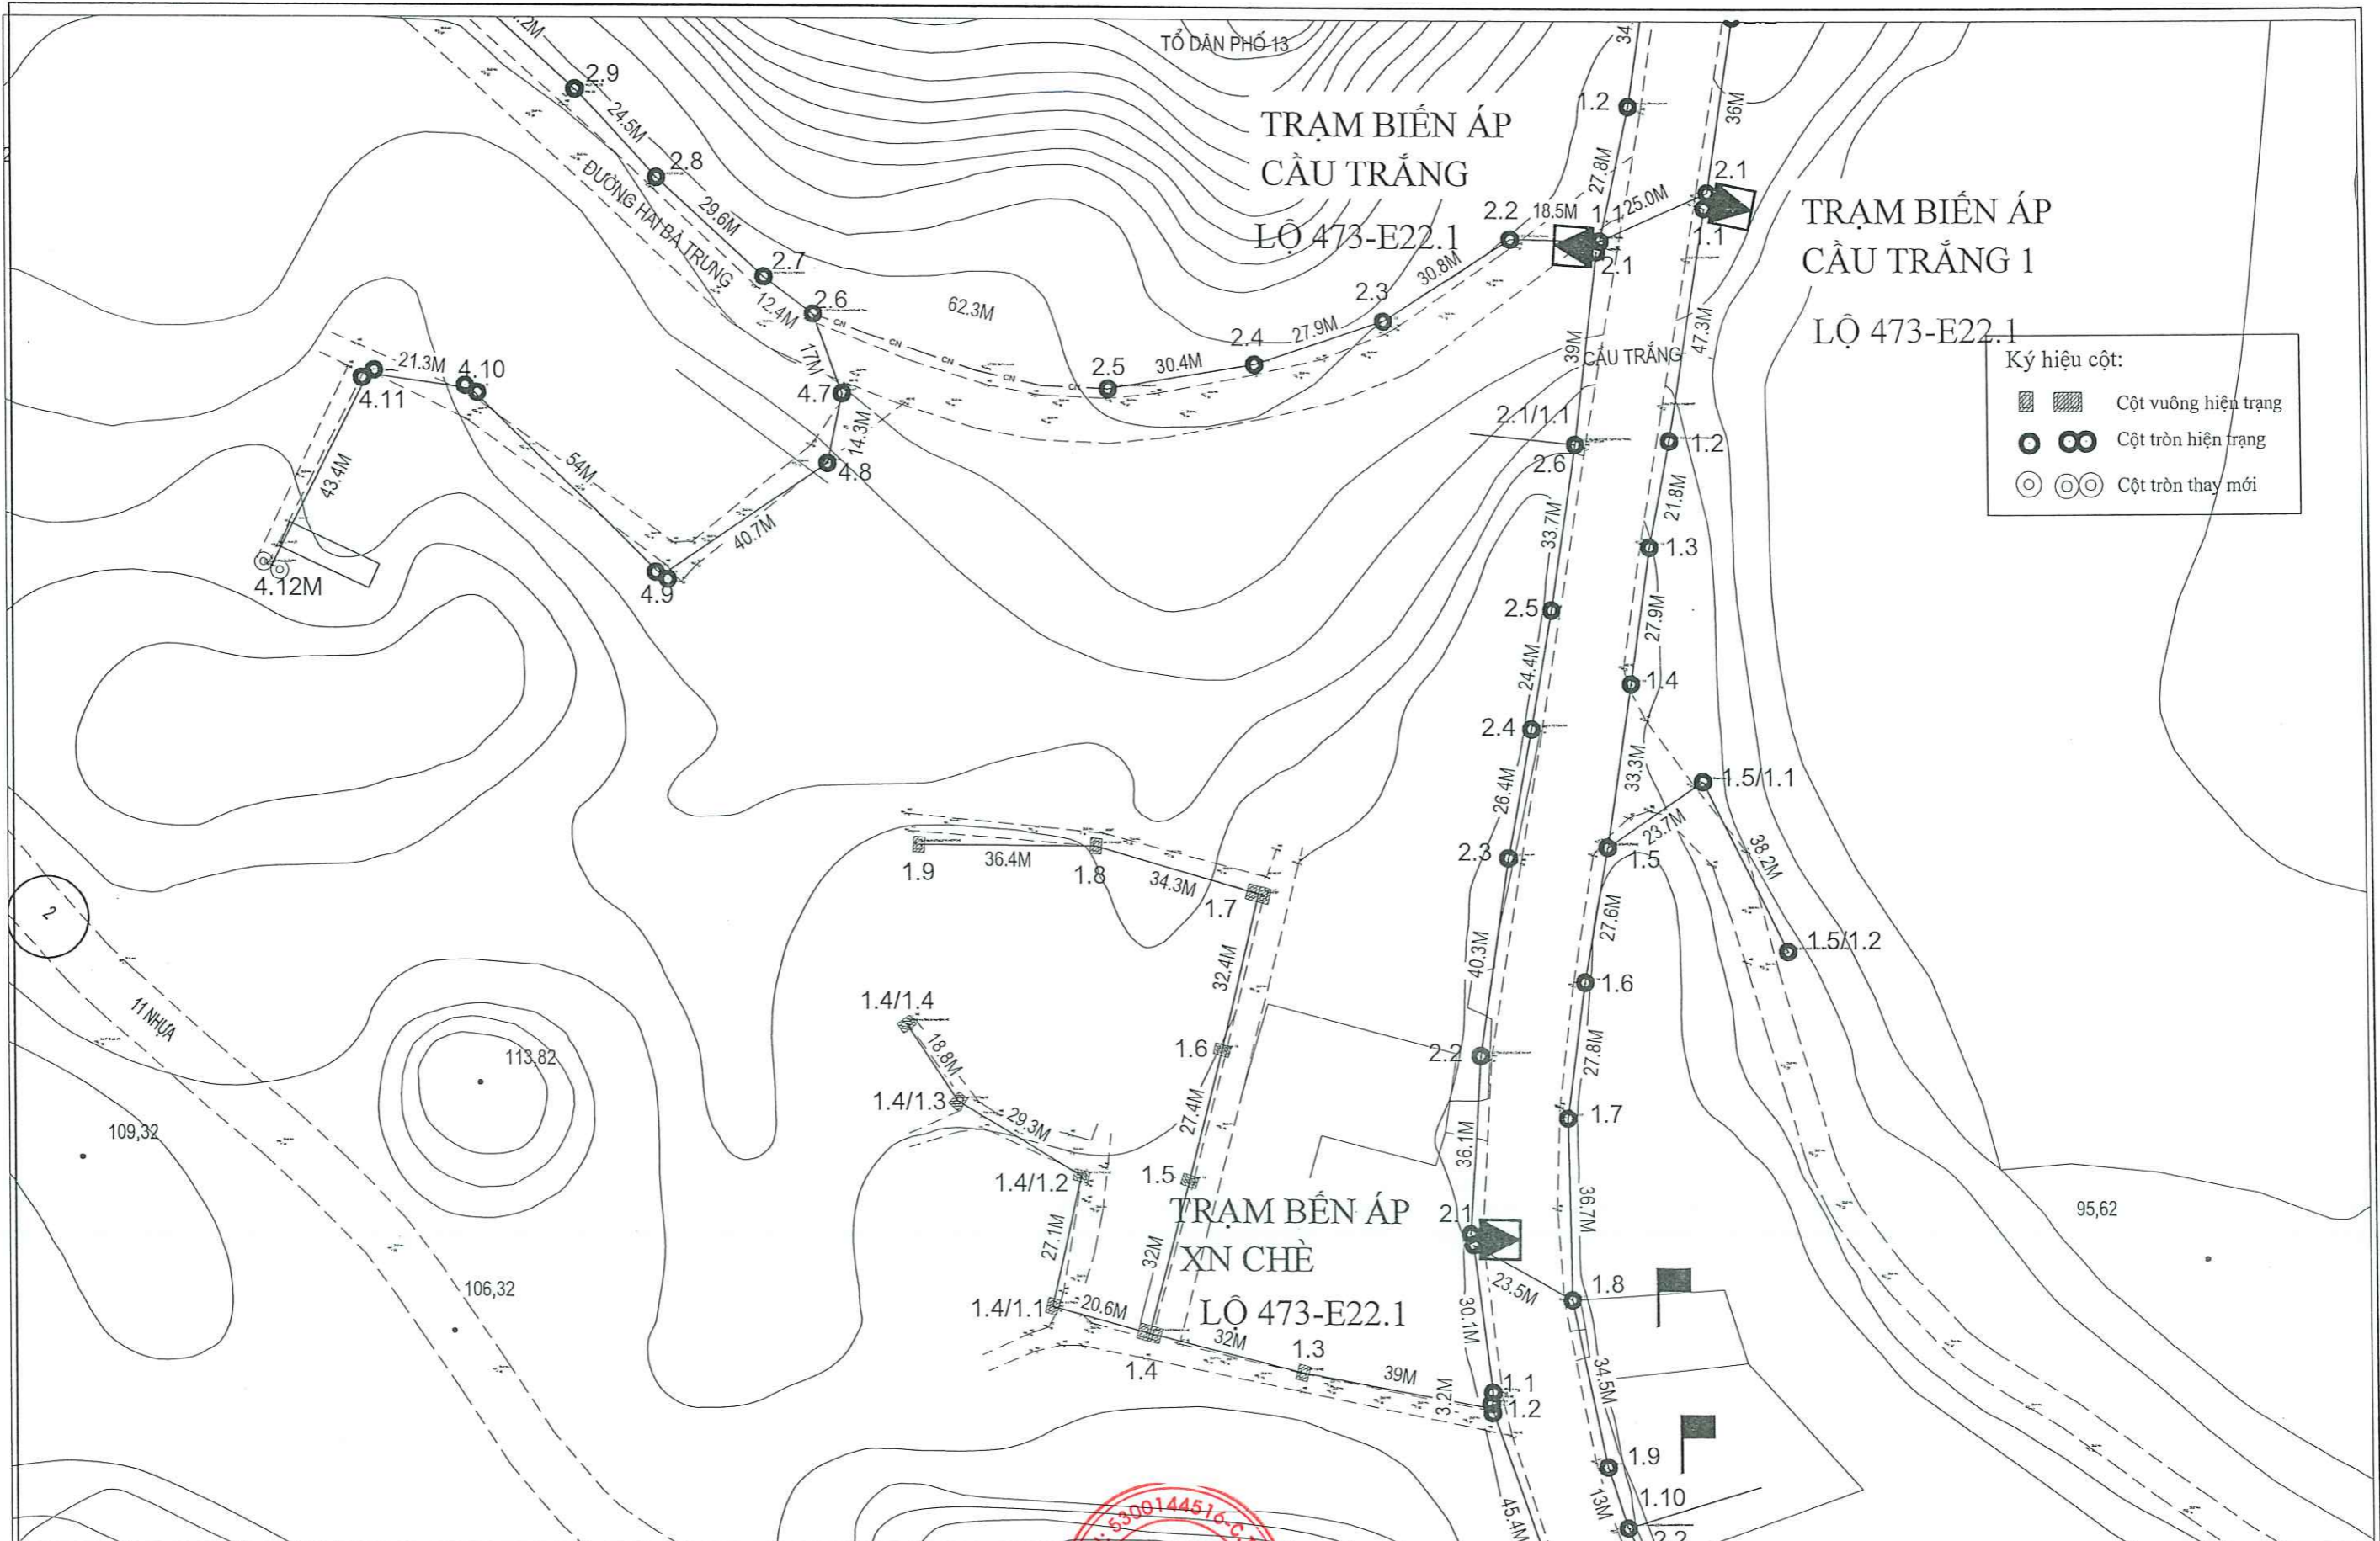 TỔ DÂN PHỐ 13
2.9
24.5M
2.8
ĐƯỜNG HAI BÀ TRƯNG
29.6M
2.7
12.4M
2.6
CN
CN
CN
CN
62.3M
17M
4.7
14.3M
4.8
40.7M
4.9
54M
4.10
21.3M
4.11
43.4M
4.12M
2.5
30.4M
2.4
27.9M
2.3
30.8M
2.2
18.5M
1.1
25.0M
2.1
TRẠM BIẾN ÁP
CẦU TRẮNG
LỘ 473-E22.1
1.2
27.8M
36M
2.1
1.1
TRẠM BIẾN ÁP
CẦU TRẮNG 1
LỘ 473-E22.1
Ký hiệu cột:
Cột vuông hiện trạng
Cột tròn hiện trạng
Cột tròn thay mới
39M
CẦU TRẮNG
47.3M
2.1/1.1
2.6
1.2
33.7M
21.8M
1.3
2.5
27.9M
24.4M
1.4
2.4
33.3M
26.4M
1.5/1.1
23.7M
38.2M
2.3
1.5
1.5/1.2
27.6M
40.3M
1.6
2.2
27.8M
1.7
36.1M
36.7M
1.9
36.4M
1.8
34.3M
1.7
32.4M
1.6
27.4M
1.5
32M
1.4/1.4
18.8M
1.4/1.3
29.3M
1.4/1.2
27.1M
1.4/1.1
20.6M
1.4
32M
1.3
39M
3.2M
TRẠM BẾN ÁP
XN CHÈ
LỘ 473-E22.1
2.1
23.5M
1.8
30.1M
1.1
1.2
34.5M
1.9
13M
1.10
45.4M
2.2
2
11 NHỰA
113,82
109,32
106,32
95,62
5300144516-C